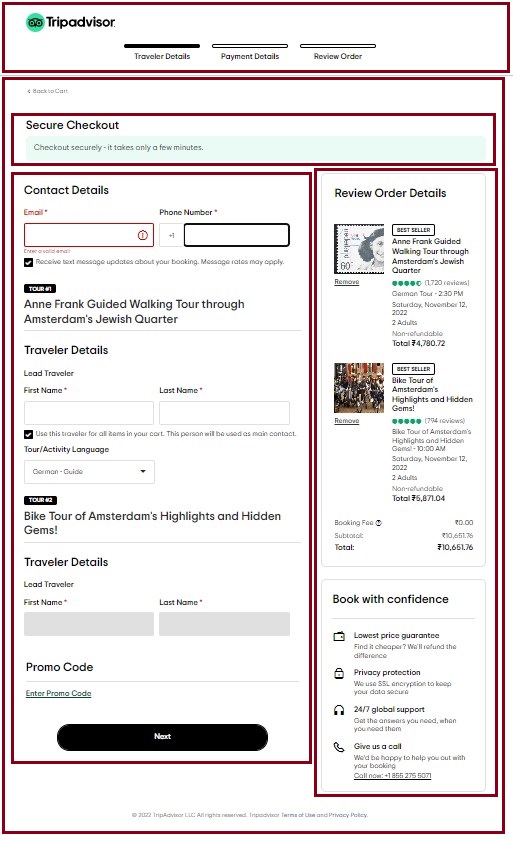 Tripadvisor
Traveler Details
Payment Details
Review Order
Back to Cart
Secure Checkout
Checkout securely - it takes only a few minutes.
Contact Details
Email *
Phone Number *
+1
Enter a valid email
Receive text message updates about your booking. Message rates may apply.
TOUR #1
Anne Frank Guided Walking Tour through
Amsterdam's Jewish Quarter
Traveler Details
Lead Traveler
First Name *
Last Name *
Use this traveler for all items in your cart. This person will be used as main contact.
Tour/Activity Language
German - Guide
TOUR #2
Bike Tour of Amsterdam's Highlights and Hidden
Gems!
Traveler Details
Lead Traveler
First Name *
Last Name *
Promo Code
Enter Promo Code
Next
Review Order Details
60
Remove
BEST SELLER
Anne Frank Guided
Walking Tour through
Amsterdam's Jewish
Quarter
(1,720 reviews)
German Tour - 2:30 PM
Saturday, November 12,
2022
2 Adults
Non-refundable
Total ₹4,780.72
Remove
BEST SELLER
Bike Tour of
Amsterdam's
Highlights and Hidden
Gems!
(794 reviews)
Bike Tour of Amsterdam's
Highlights and Hidden
Gems! - 10:00 AM
Saturday, November 12,
2022
2 Adults
Non-refundable
Total ₹5,871.04
Booking Fee ₹0.00
Subtotal: ₹10,651.76
Total: ₹10,651.76
Book with confidence
Lowest price guarantee
Find it cheaper? We'll refund the
difference
Privacy protection
We use SSL encryption to keep
your data secure
24/7 global support
Get the answers you need, when
you need them
Give us a call
We'd be happy to help you out with
your booking
Call now: +1 855 275 5071
© 2022 TripAdvisor LLC All rights reserved. Tripadvisor Terms of Use and Privacy Policy.